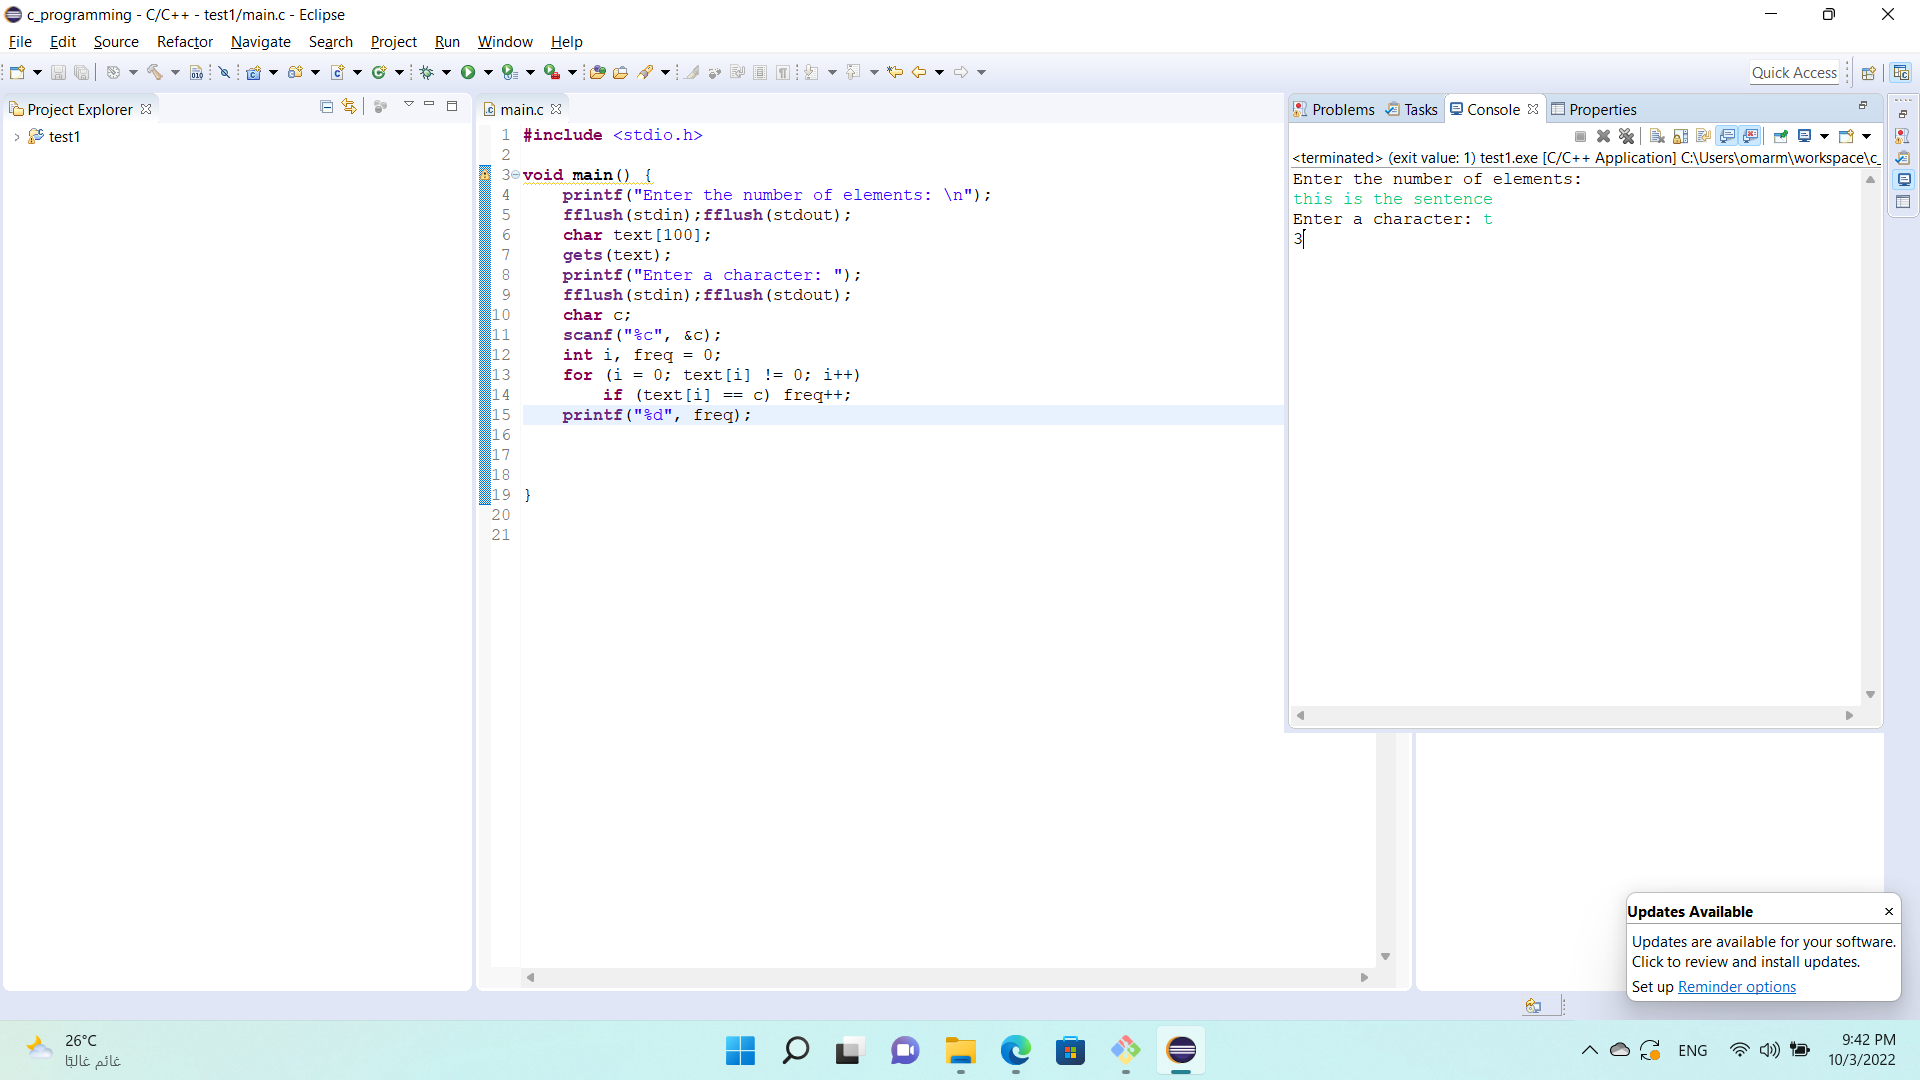 c_programming - C/C++ - test1/main.c - Eclipse
File Edit Source Refactor Navigate Search Project Run Window Help
Quick Access
Project Explorer
test1
main.c
1 #include <stdio.h>
2
3 void main() {
4 printf("Enter the number of elements: \n");
5 fflush(stdin);fflush(stdout);
6 char text[100];
7 gets(text);
8 printf("Enter a character: ");
9 fflush(stdin);fflush(stdout);
10 char c;
11 scanf("%c", &c);
12 int i, freq = 0;
13 for (i = 0; text[i] != 0; i++)
14 if (text[i] == c) freq++;
15 printf("%d", freq);
16
17
18
19 }
20
21
Problems Tasks Console Properties
<terminated> (exit value: 1) test1.exe [C/C++ Application] C:\Users\omarm\workspace\c_
Enter the number of elements:
this is the sentence
Enter a character: t
3
Updates Available
Updates are available for your software.
Click to review and install updates.
Set up Reminder options
26°C
غائم غالبًا
ENG
9:42 PM
10/3/2022